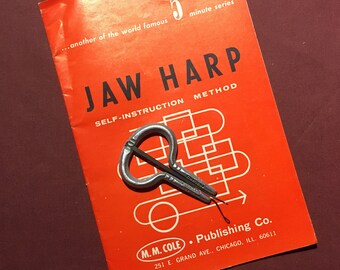 ...another of the world famous 5 minute series
JAW HARP
SELF-INSTRUCTION METHOD
M.M. COLE • Publishing Co.
251 E. GRAND AVE., CHICAGO, ILL 60611